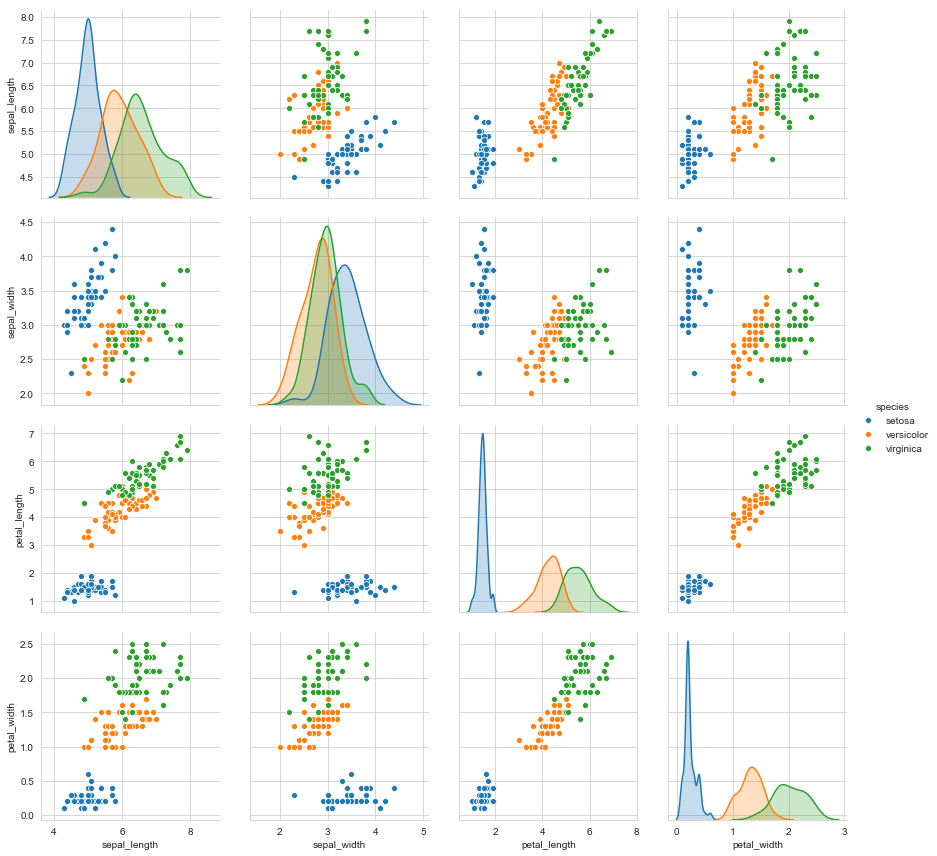 8.0
7.5
7.0
6.5
6.0
5.5
5.0
4.5
sepal_length
4.5
4.0
3.5
3.0
2.5
2.0
sepal_width
species
setosa
versicolor
virginica
7
6
5
4
3
2
1
petal_length
2.5
2.0
1.5
1.0
0.5
0.0
petal_width
4 6 8
sepal_length
2 3 4 5
sepal_width
2 4 6 8
petal_length
0 1 2 3
petal_width